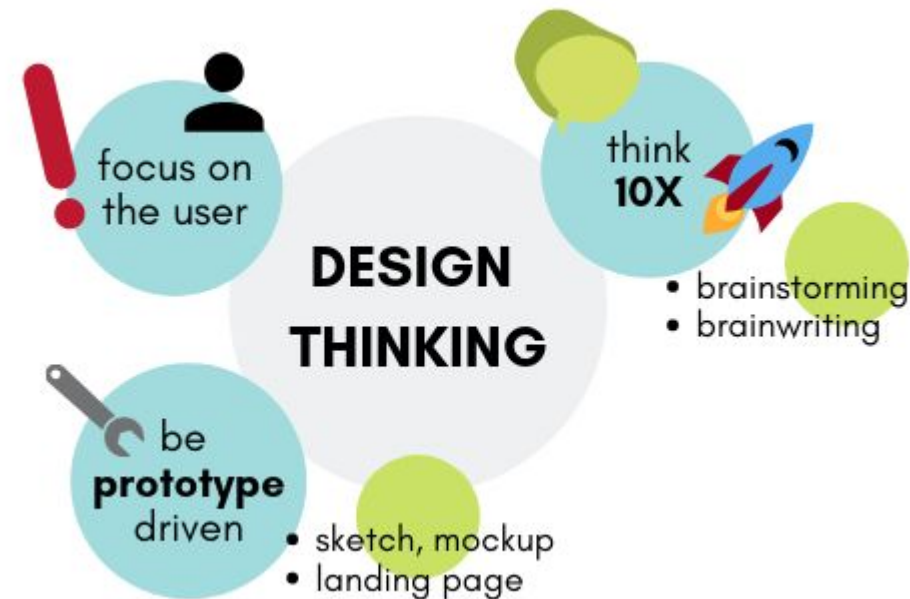 focus on
the user
think
10X
DESIGN
THINKING
• brainstorming
• brainwriting
be
prototype
driven
• sketch, mockup
• landing page